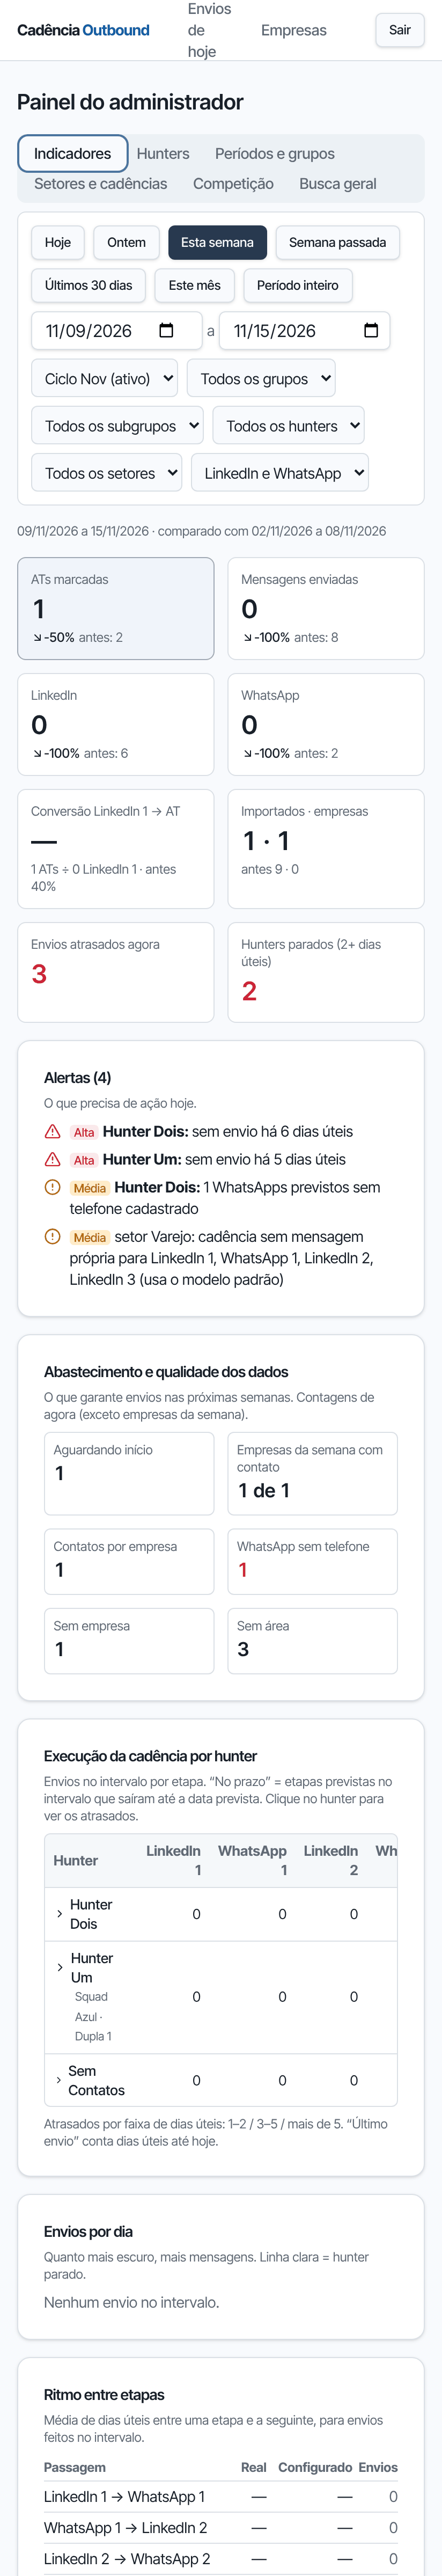 Cadência Outbound
Envios
de
hoje
Empresas
Sair
Painel do administrador
Indicadores Hunters Períodos e grupos
Setores e cadências Competição Busca geral
Hoje Ontem Esta semana Semana passada
Últimos 30 dias Este mês Período inteiro
11/09/2026 a 11/15/2026
Ciclo Nov (ativo) Todos os grupos
Todos os subgrupos Todos os hunters
Todos os setores LinkedIn e WhatsApp
09/11/2026 a 15/11/2026 · comparado com 02/11/2026 a 08/11/2026
ATs marcadas
1
↘ -50% antes: 2
Mensagens enviadas
0
↘ -100% antes: 8
LinkedIn
0
↘ -100% antes: 6
WhatsApp
0
↘ -100% antes: 2
Conversão LinkedIn 1 → AT
—
1 ATs ÷ 0 LinkedIn 1 · antes
40%
Importados · empresas
1 · 1
antes 9 · 0
Envios atrasados agora
3
Hunters parados (2+ dias
úteis)
2
Alertas (4)
O que precisa de ação hoje.
Alta Hunter Dois: sem envio há 6 dias úteis
Alta Hunter Um: sem envio há 5 dias úteis
Média Hunter Dois: 1 WhatsApps previstos sem
telefone cadastrado
Média setor Varejo: cadência sem mensagem
própria para LinkedIn 1, WhatsApp 1, LinkedIn 2,
LinkedIn 3 (usa o modelo padrão)
Abastecimento e qualidade dos dados
O que garante envios nas próximas semanas. Contagens de
agora (exceto empresas da semana).
Aguardando início
1
Empresas da semana com
contato
1 de 1
Contatos por empresa
1
WhatsApp sem telefone
1
Sem empresa
1
Sem área
3
Execução da cadência por hunter
Envios no intervalo por etapa. “No prazo” = etapas previstas no
intervalo que saíram até a data prevista. Clique no hunter para
ver os atrasados.
Hunter LinkedIn 1 WhatsApp 1 LinkedIn 2 Wh
Hunter
Dois
0 0 0
Hunter
Um
Squad
Azul ·
Dupla 1
0 0 0
Sem
Contatos
0 0 0
Atrasados por faixa de dias úteis: 1–2 / 3–5 / mais de 5. “Último
envio” conta dias úteis até hoje.
Envios por dia
Quanto mais escuro, mais mensagens. Linha clara = hunter
parado.
Nenhum envio no intervalo.
Ritmo entre etapas
Média de dias úteis entre uma etapa e a seguinte, para envios
feitos no intervalo.
Passagem Real Configurado Envios
LinkedIn 1 → WhatsApp 1 — — 0
WhatsApp 1 → LinkedIn 2 — — 0
LinkedIn 2 → WhatsApp 2 — — 0